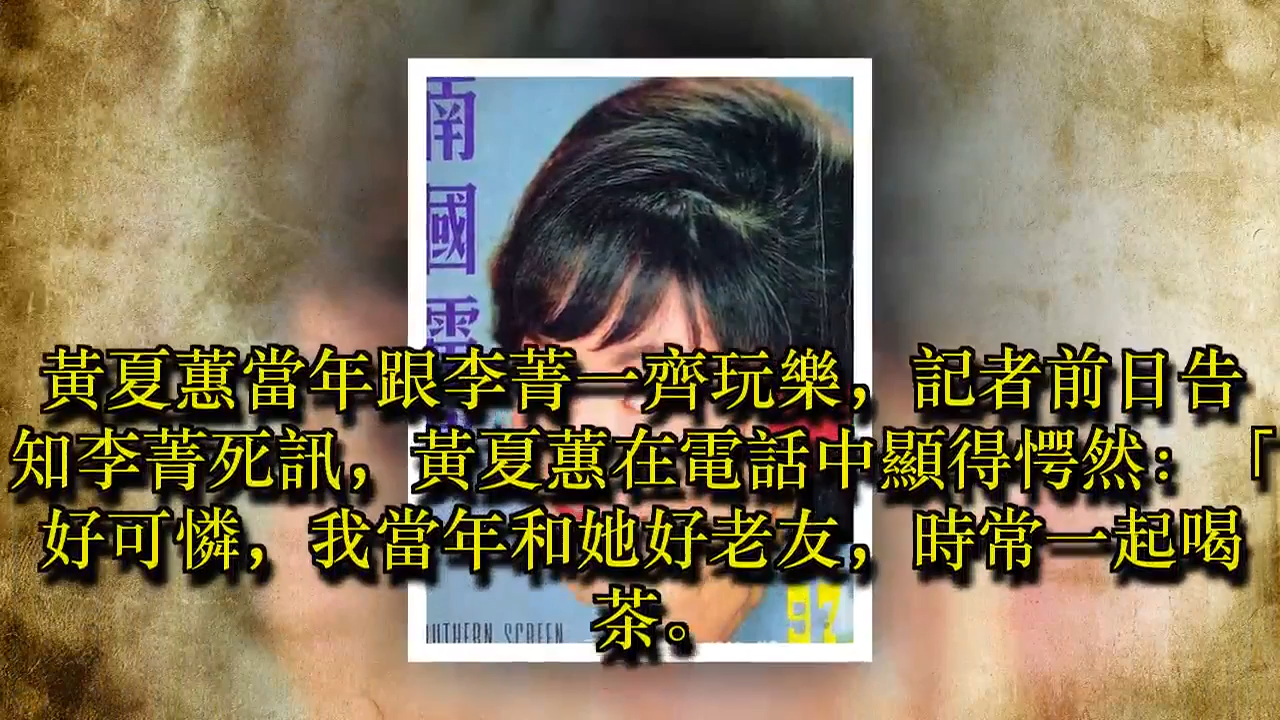 南國電
黃夏蕙當年跟李菁一齊玩樂，記者前日告
知李菁死訊，黃夏蕙在電話中顯得愕然：「
好可憐，我當年和她好老友，時常一起喝
茶。
UTHERN SCREEN
97